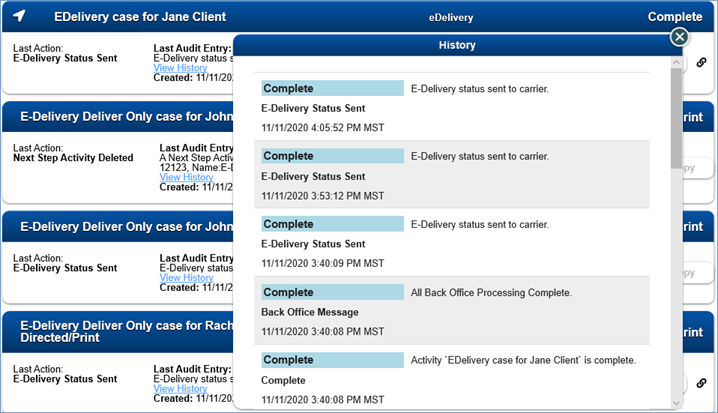 EDelivery case for Jane Client eDelivery Complete
Last Action:
E-Delivery Status Sent
Last Audit Entry:
E-Delivery status s
View History
Created: 11/11/202
E-Delivery Deliver Only case for John
rint
Last Action:
Next Step Activity Deleted
Last Audit Entry
A Next Step Activ
12123, Name:E-D
View History
Created: 11/11/2
py
E-Delivery Deliver Only case for John
rint
Last Action:
E-Delivery Status Sent
Last Audit Entry:
E-Delivery status
View History
Created: 11/11/2
py
E-Delivery Deliver Only case for Rach
Directed/Print
rint
Last Action:
E-Delivery Status Sent
Last Audit Entry:
E-Delivery status
View History
Created: 11/11/2
History
Complete E-Delivery status sent to carrier.
E-Delivery Status Sent
11/11/2020 4:05:52 PM MST
Complete E-Delivery status sent to carrier.
E-Delivery Status Sent
11/11/2020 3:53:12 PM MST
Complete E-Delivery status sent to carrier.
E-Delivery Status Sent
11/11/2020 3:40:09 PM MST
Complete All Back Office Processing Complete.
Back Office Message
11/11/2020 3:40:08 PM MST
Complete Activity `EDelivery case for Jane Client` is complete.
Complete
11/11/2020 3:40:08 PM MST